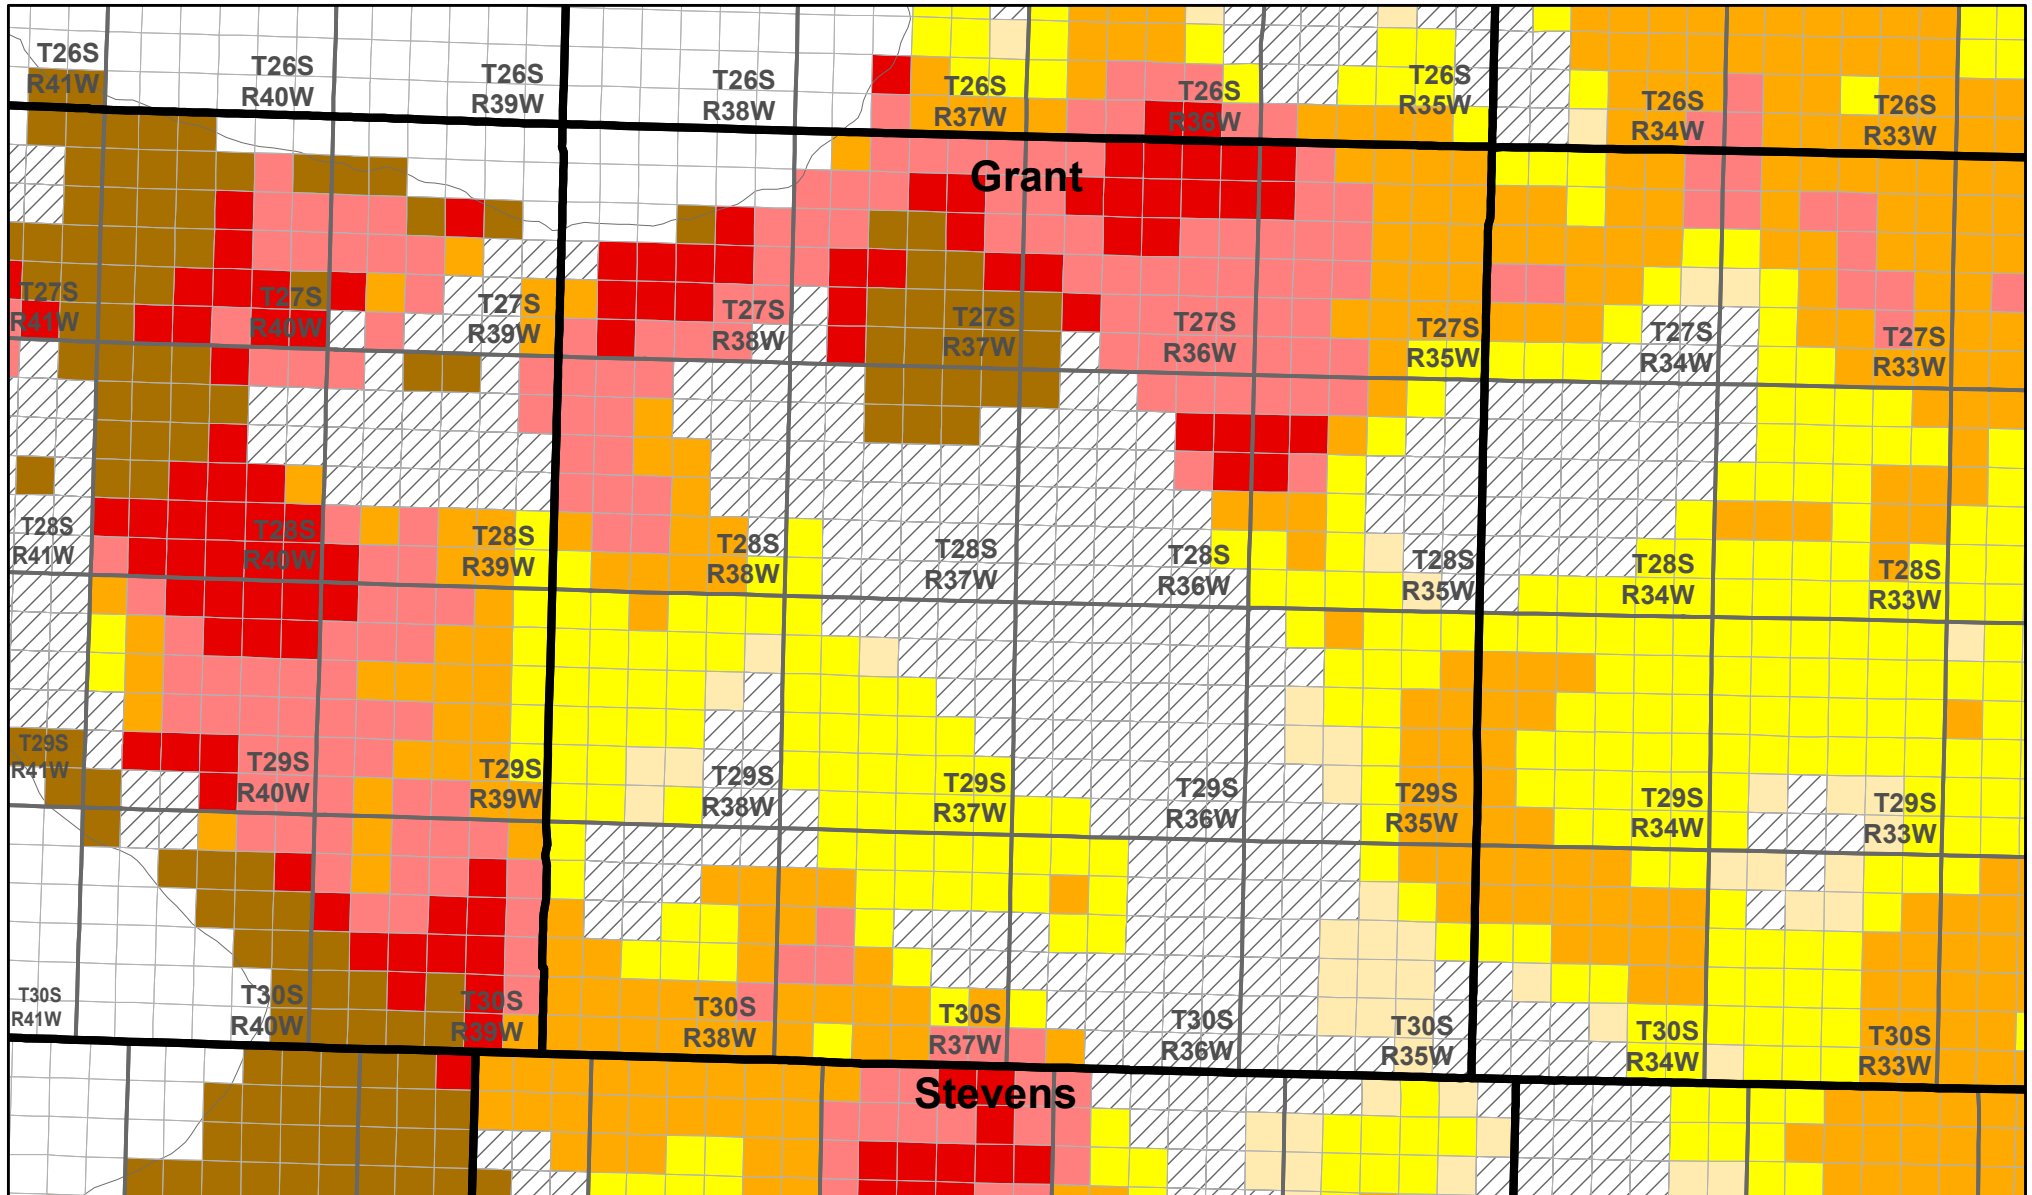 T26S
R41W
T26S
R40W
T26S
R39W
T26S
R38W
T26S
R37W
T26S
R36W
T26S
R35W
T26S
R34W
T26S
R33W
Grant
T27S
R41W
T27S
R40W
T27S
R39W
T27S
R38W
T27S
R37W
T27S
R36W
T27S
R35W
T27S
R34W
T27S
R33W
T28S
R41W
T28S
R40W
T28S
R39W
T28S
R38W
T28S
R37W
T28S
R36W
T28S
R35W
T28S
R34W
T28S
R33W
T29S
R41W
T29S
R40W
T29S
R39W
T29S
R38W
T29S
R37W
T29S
R36W
T29S
R35W
T29S
R34W
T29S
R33W
T30S
R41W
T30S
R40W
T30S
R39W
T30S
R38W
T30S
R37W
T30S
R36W
T30S
R35W
T30S
R34W
T30S
R33W
Stevens